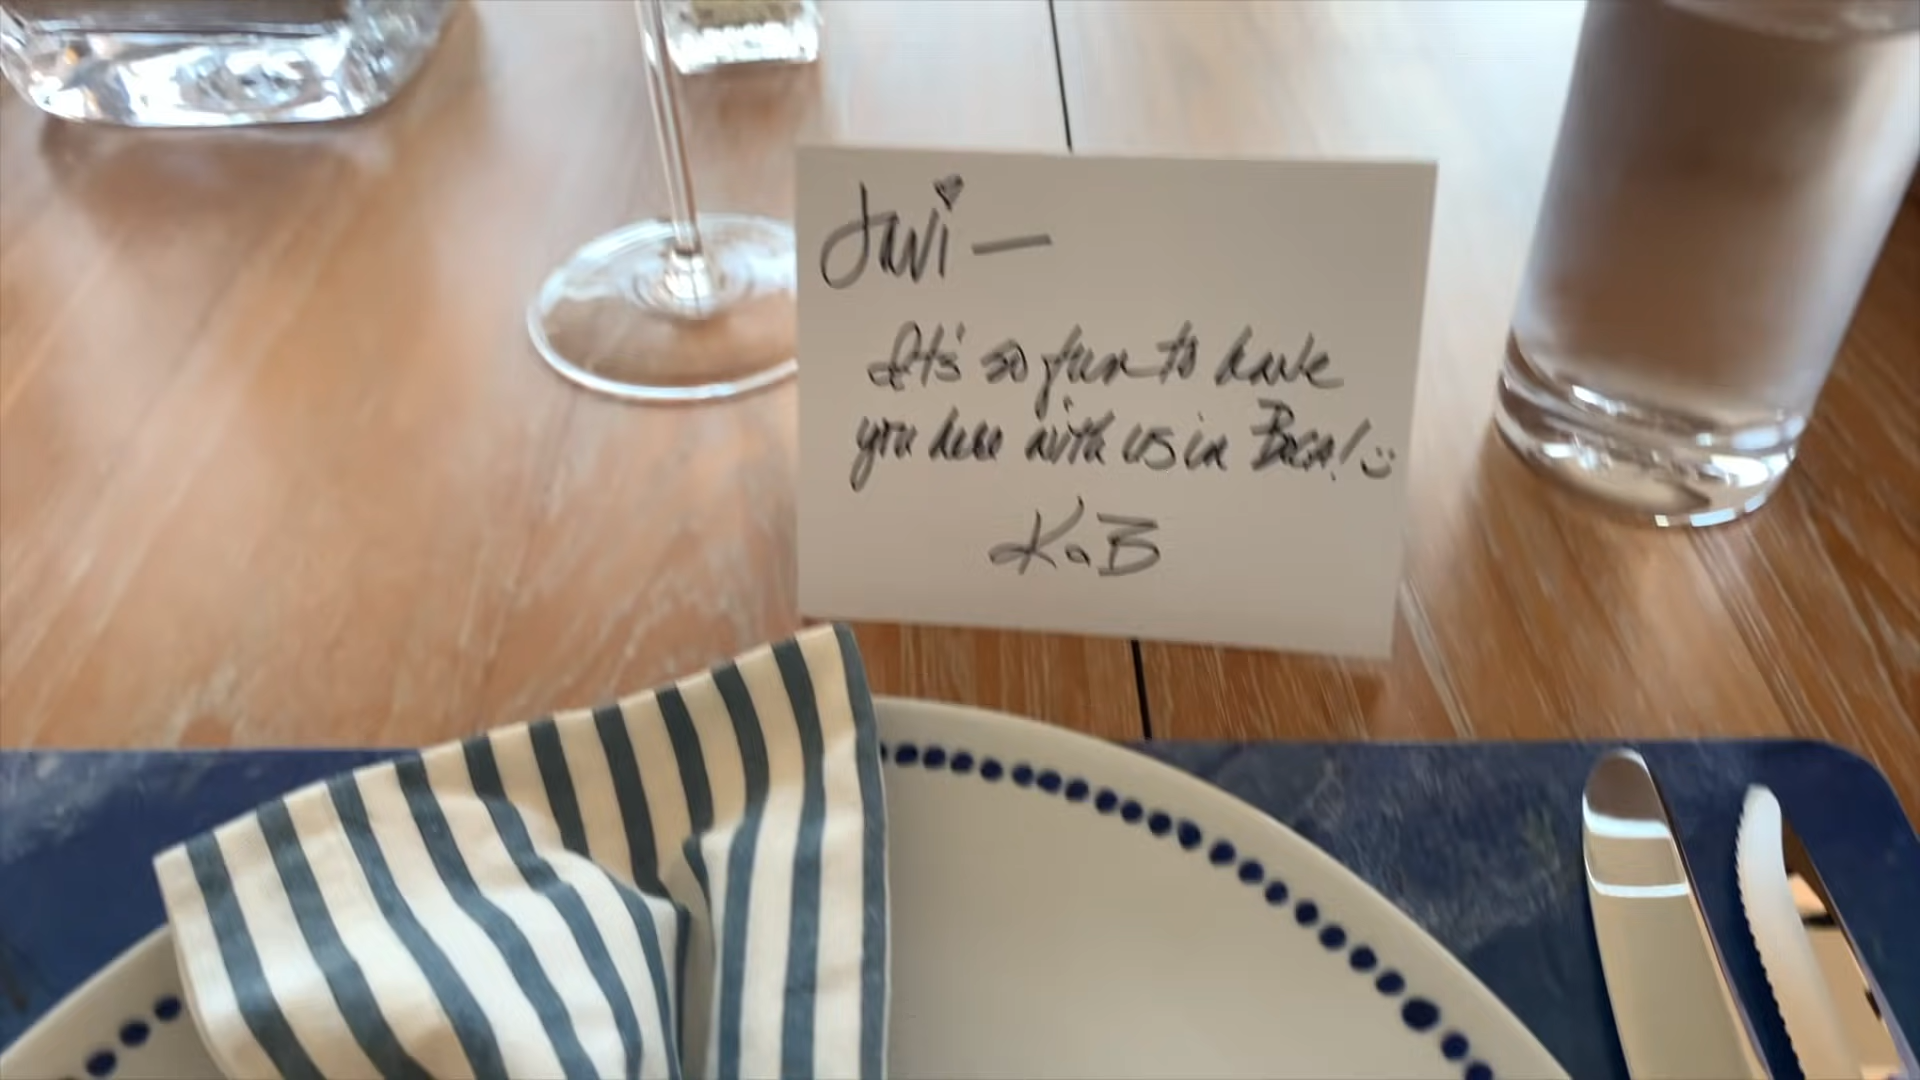 Javi —
It's so fun to have
you here with us in Boca! :)
K & B